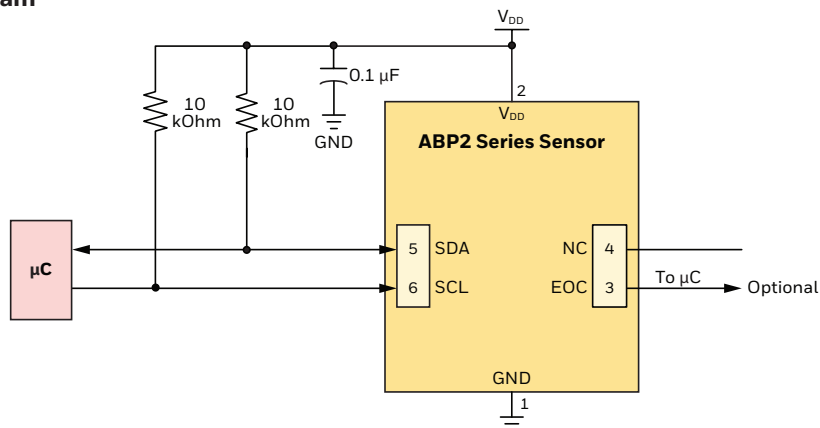 am
VDD
0.1 µF
10
kOhm
10
kOhm
GND
2
VDD
ABP2 Series Sensor
µC
5 SDA
6 SCL
NC 4
EOC 3
To µC
Optional
GND
1